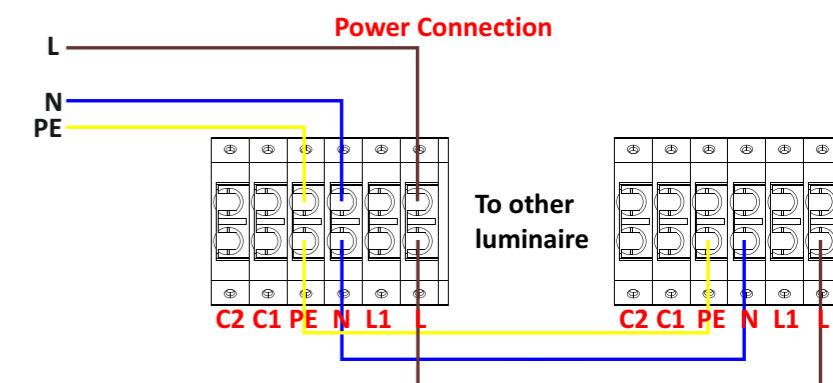 Power Connection
L
N
PE
To other
luminaire
C2 C1 PE N L1 L
C2 C1 PE N L1 L